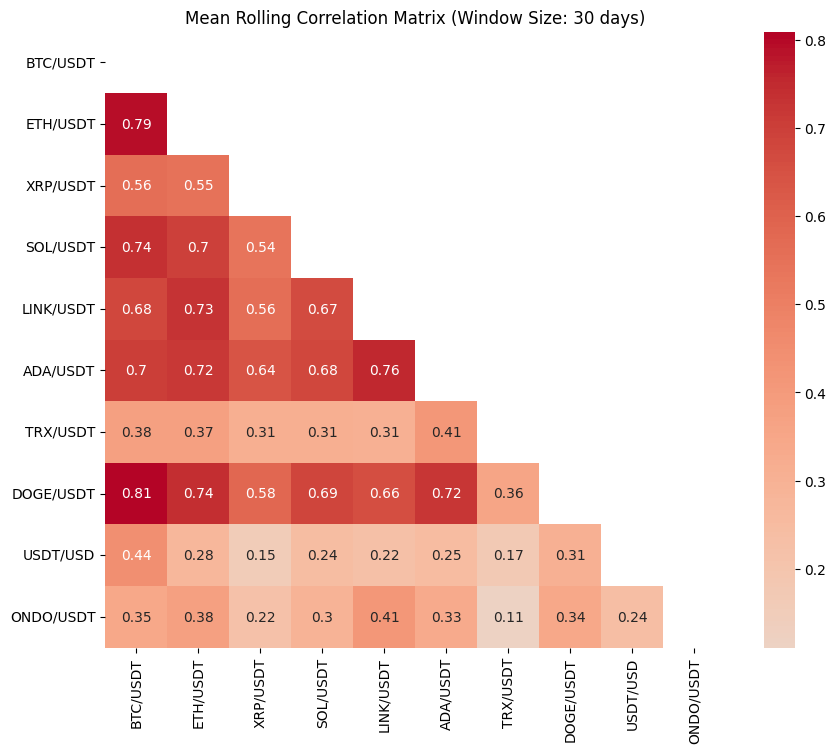 Mean Rolling Correlation Matrix (Window Size: 30 days)
BTC/USDT
ETH/USDT 0.79
XRP/USDT 0.56 0.55
SOL/USDT 0.74 0.7 0.54
LINK/USDT 0.68 0.73 0.56 0.67
ADA/USDT 0.7 0.72 0.64 0.68 0.76
TRX/USDT 0.38 0.37 0.31 0.31 0.31 0.41
DOGE/USDT 0.81 0.74 0.58 0.69 0.66 0.72 0.36
USDT/USD 0.44 0.28 0.15 0.24 0.22 0.25 0.17 0.31
ONDO/USDT 0.35 0.38 0.22 0.3 0.41 0.33 0.11 0.34 0.24
BTC/USDT ETH/USDT XRP/USDT SOL/USDT LINK/USDT ADA/USDT TRX/USDT DOGE/USDT USDT/USD ONDO/USDT
0.8
0.7
0.6
0.5
0.4
0.3
0.2